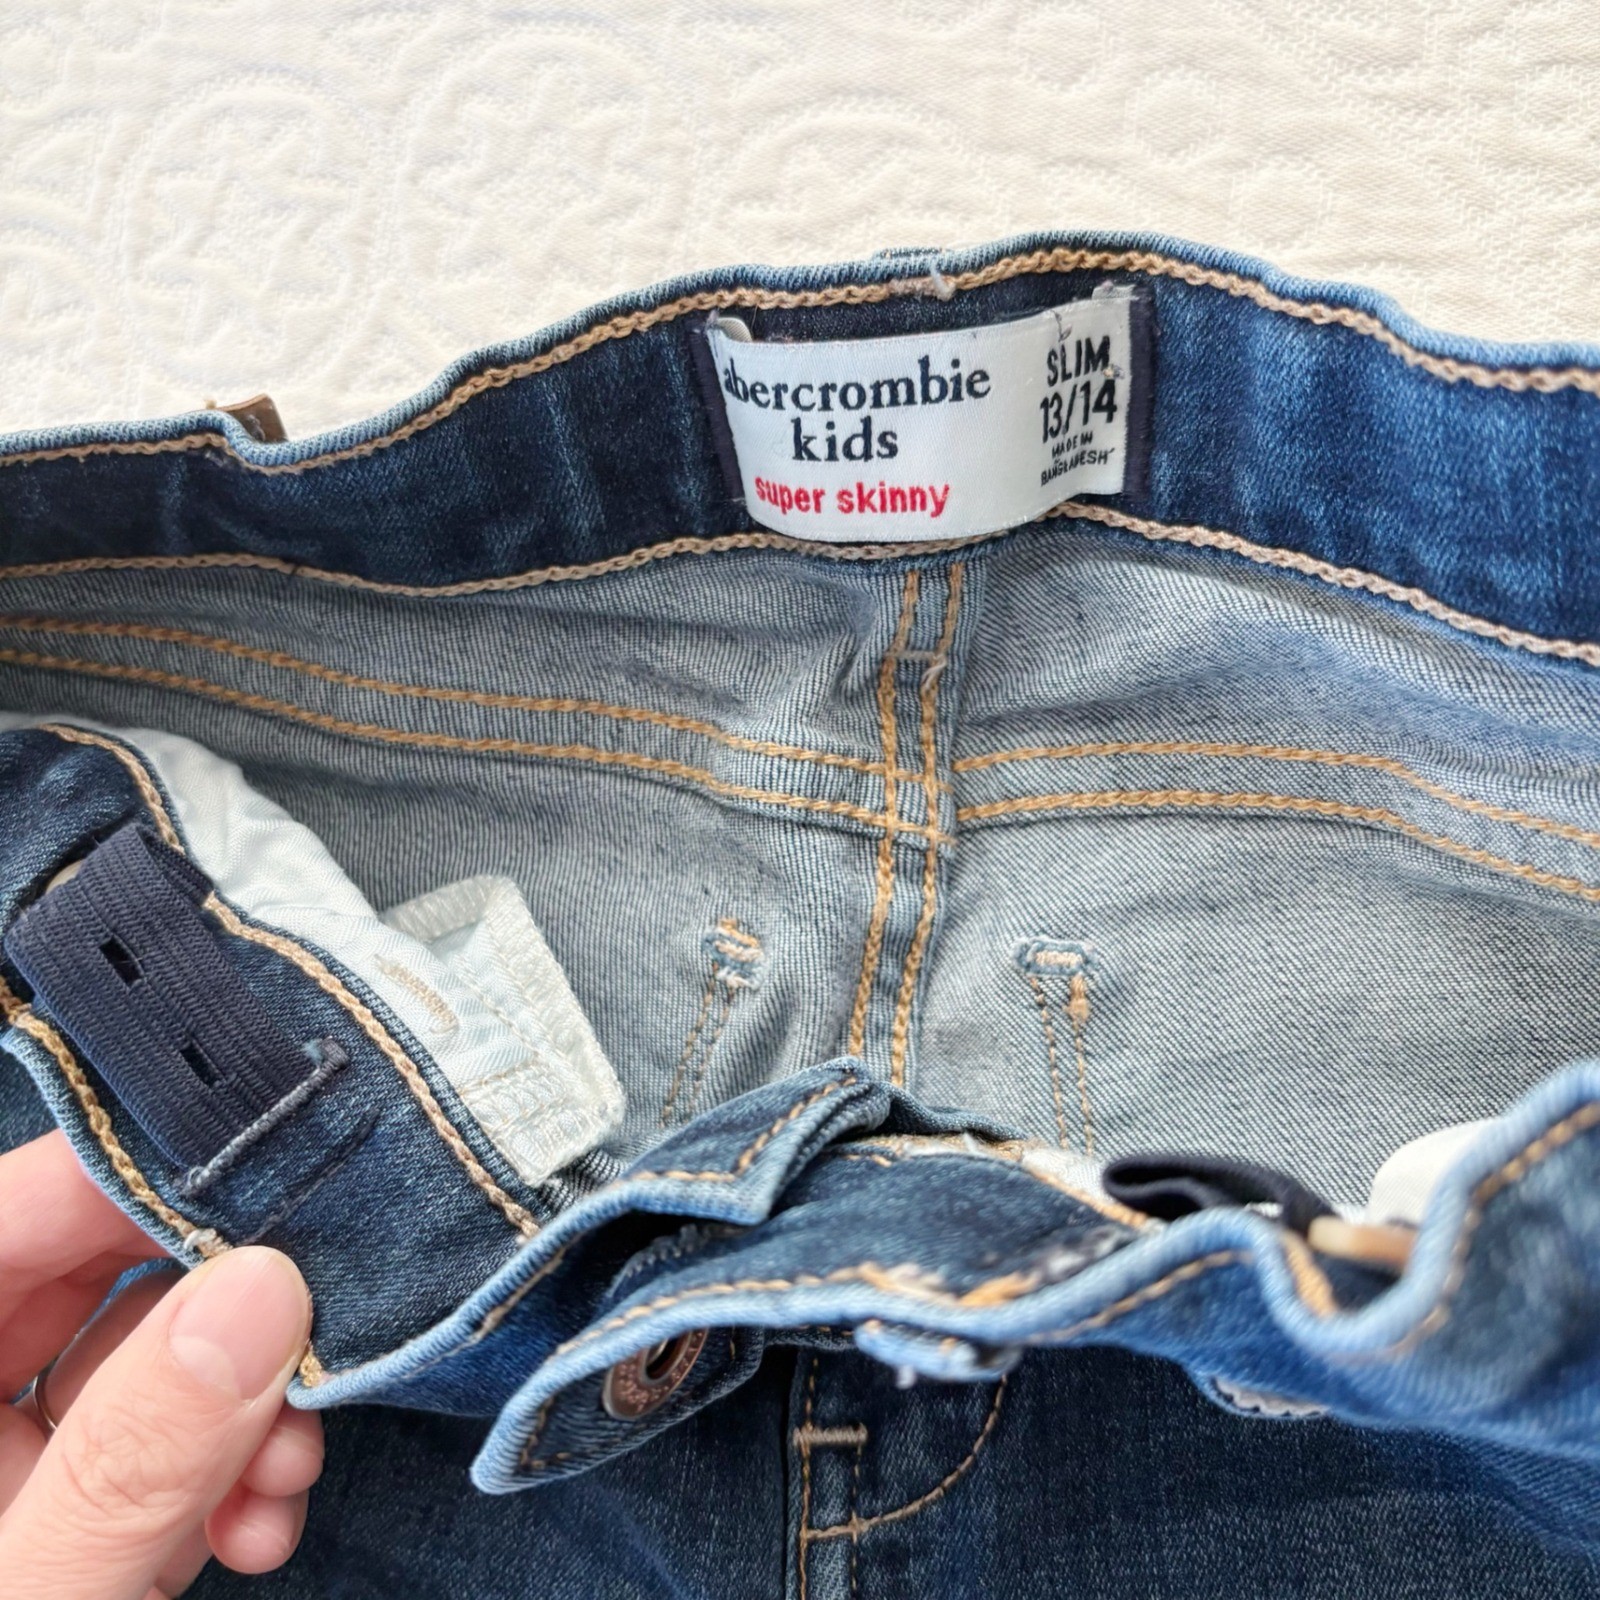 abercrombie
kids
super skinny
SLIM
13/14
MADE IN
BANGLADESH